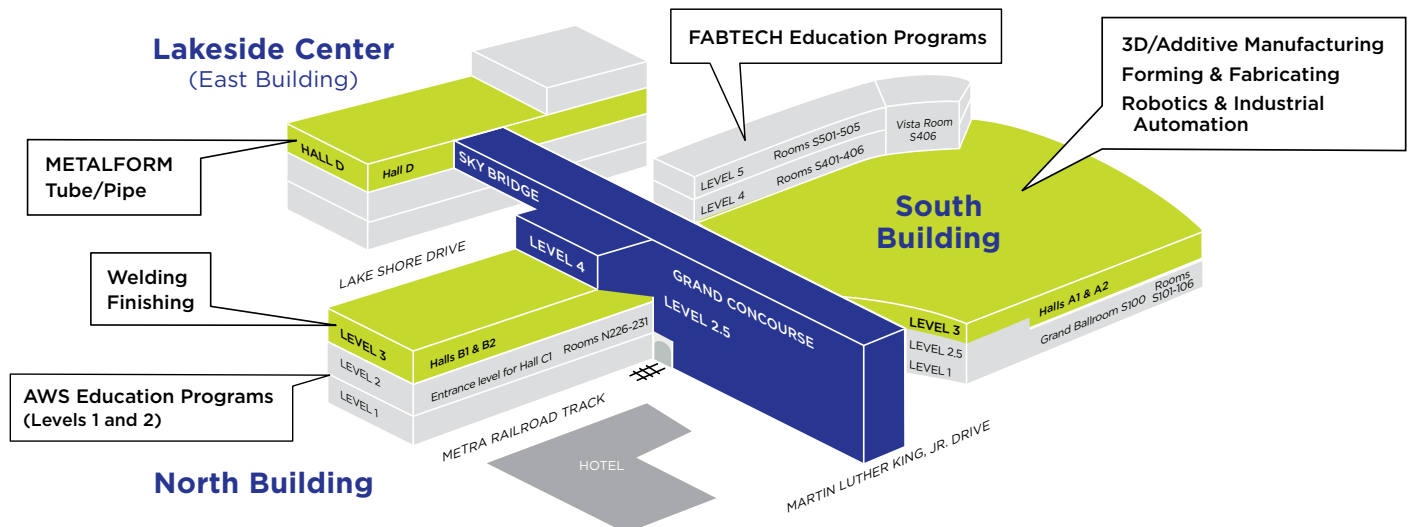 Lakeside Center
(East Building)
FABTECH Education Programs
3D/Additive Manufacturing
Forming & Fabricating
Robotics & Industrial
Automation
METALFORM
Tube/Pipe
HALL D
Hall D
SKY BRIDGE
LEVEL 5
Rooms S501-505
LEVEL 4
Rooms S401-406
Vista Room
S406
South
Building
LAKE SHORE DRIVE
LEVEL 4
GRAND CONCOURSE
LEVEL 2.5
Welding
Finishing
LEVEL 3
Halls B1 & B2
LEVEL 2
Entrance level for Hall C1
Rooms N226-231
LEVEL 1
LEVEL 3
Halls A1 & A2
LEVEL 2.5
LEVEL 1
Grand Ballroom S100
Rooms
S101-106
AWS Education Programs
(Levels 1 and 2)
METRA RAILROAD TRACK
HOTEL
MARTIN LUTHER KING, JR. DRIVE
North Building